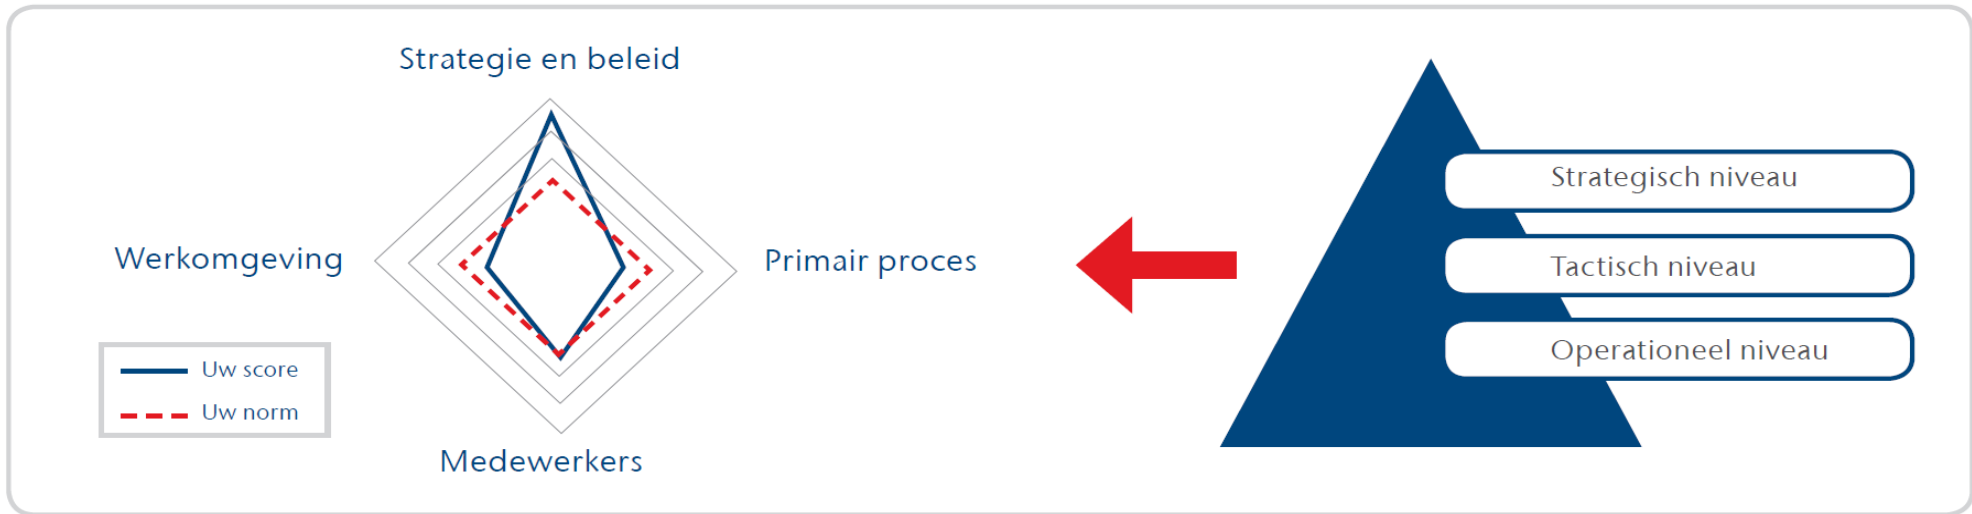 Strategie en beleid
Werkomgeving
Primair proces
Medewerkers
Uw score
Uw norm
Strategisch niveau
Tactisch niveau
Operationeel niveau